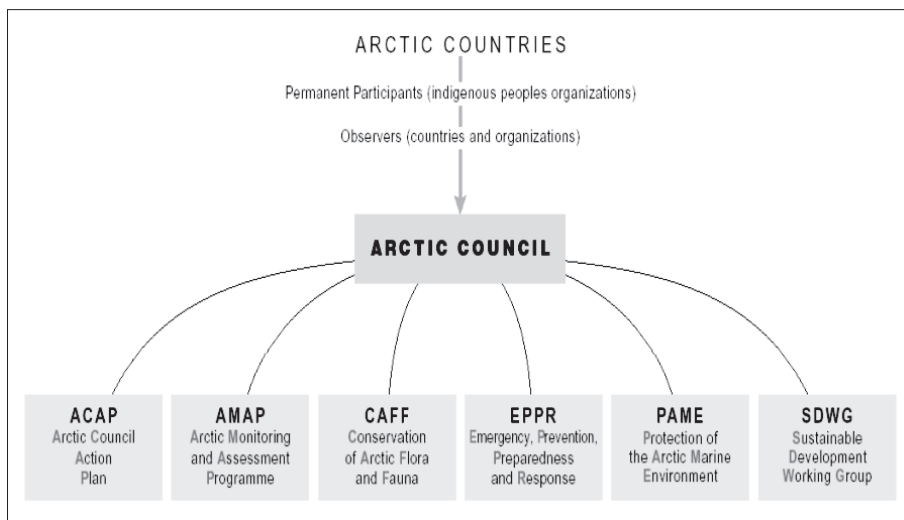 ARCTIC COUNTRIES
Permanent Participants (indigenous peoples organizations)
Observers (countries and organizations)
ARCTIC COUNCIL
ACAP
Arctic Council
Action
Plan
AMAP
Arctic Monitoring
and Assessment
Programme
CAFF
Conservation
of Arctic Flora
and Fauna
EPPR
Emergency, Prevention,
Preparedness
and Response
PAME
Protection of
the Arctic Marine
Environment
SDWG
Sustainable
Development
Working Group